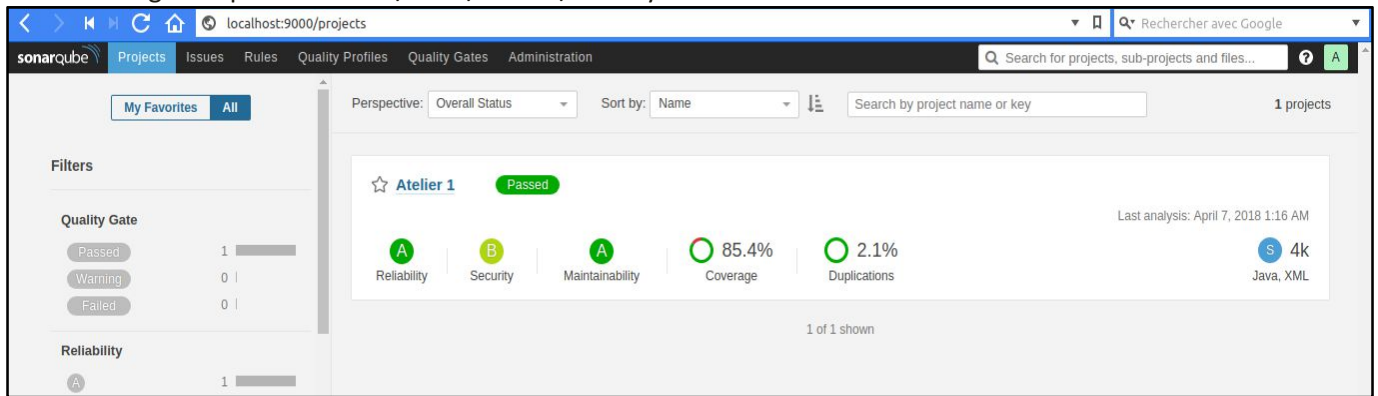 localhost:9000/projects
Rechercher avec Google
sonarqube Projects Issues Rules Quality Profiles Quality Gates Administration
Search for projects, sub-projects and files...
? A
My Favorites All
Perspective: Overall Status Sort by: Name
Search by project name or key
1 projects
Filters
Atelier 1 Passed
Last analysis: April 7, 2018 1:16 AM
Quality Gate
Passed 1
Warning 0
Failed 0
A B A 85.4% 2.1% S 4k
Reliability Security Maintainability Coverage Duplications Java, XML
1 of 1 shown
Reliability
A 1